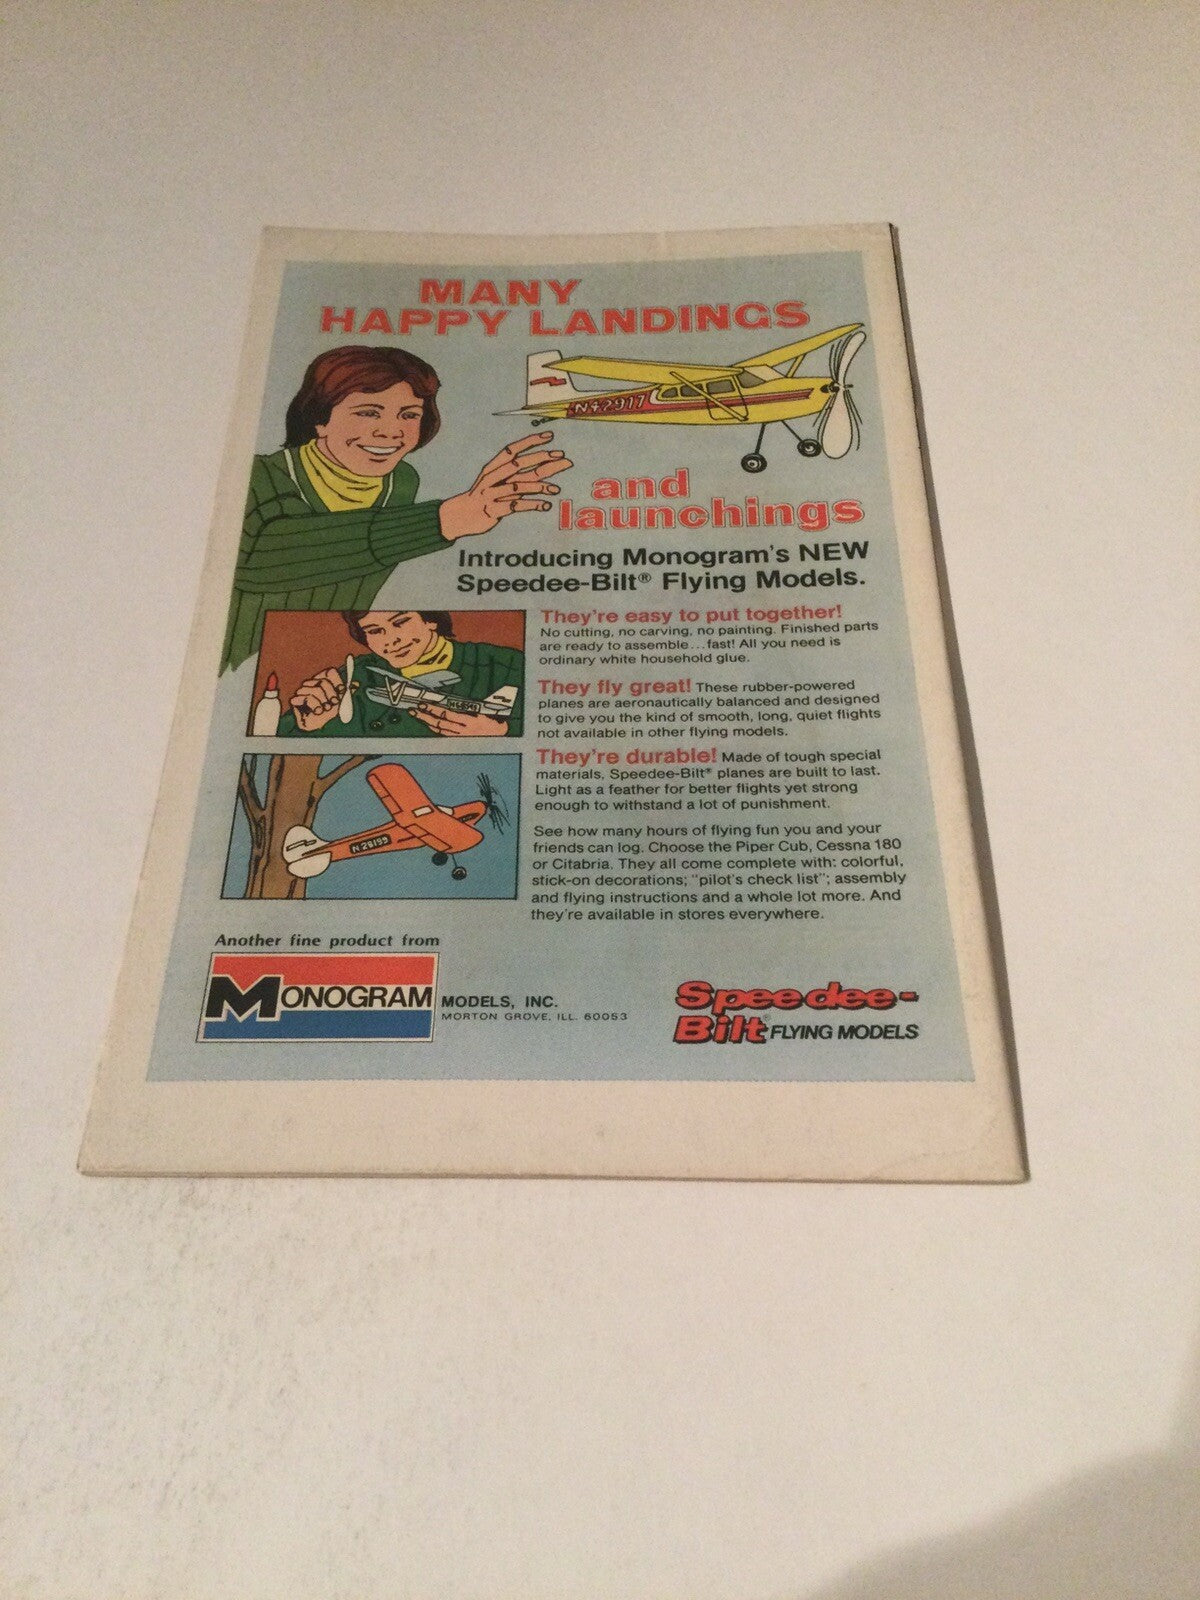 MANY
HAPPY LANDINGS
N42917
and
launchings
Introducing Monogram's NEW
Speedee-Bilt® Flying Models.
They're easy to put together!
No cutting, no carving, no painting. Finished parts
are ready to assemble...fast! All you need is
ordinary white household glue.
They fly great! These rubber-powered
planes are aeronautically balanced and designed
to give you the kind of smooth, long, quiet flights
not available in other flying models.
They're durable! Made of tough special
materials, Speedee-Bilt® planes are built to last.
Light as a feather for better flights yet strong
enough to withstand a lot of punishment.
N28199
See how many hours of flying fun you and your
friends can log. Choose the Piper Cub, Cessna 180
or Citabria. They all come complete with: colorful,
stick-on decorations; "pilot's check list"; assembly
and flying instructions and a whole lot more. And
they're available in stores everywhere.
Another fine product from
MONOGRAM MODELS, INC.
MORTON GROVE, ILL. 60053
Speedee-
Bilt® FLYING MODELS